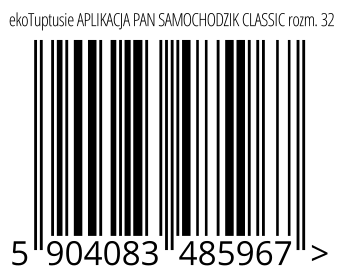 ekoTuptusie APLIKACJA PAN SAMOCHODZIK CLASSIC rozm. 32
5 904083 485967 >